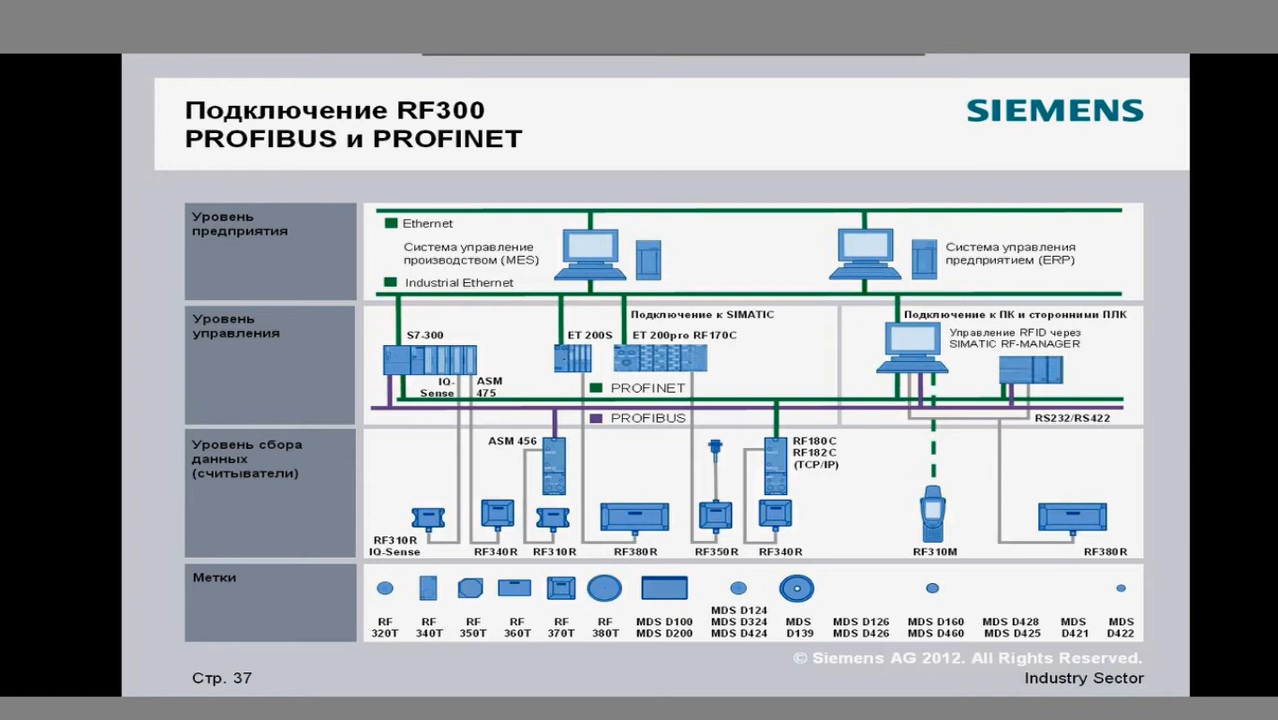 Подключение RF300
PROFIBUS и PROFINET
SIEMENS
Уровень
предприятия
Ethernet
Система управление
производством (MES)
Industrial Ethernet
Система управления
предприятием (ERP)
Уровень
управления
Подключение к SIMATIC
S7-300
ET 200S
ET 200pro RF170C
IQ-
Sense
ASM
475
PROFINET
PROFIBUS
Подключение к ПК и сторонними ПЛК
Управление RFID через
SIMATIC RF-MANAGER
RS232/RS422
Уровень сбора
данных
(считыватели)
ASM 456
RF180C
RF182C
(TCP/IP)
RF310R
IQ-Sense
RF340R
RF310R
RF380R
RF350R
RF340R
RF310M
RF380R
Метки
RF
320T
RF
340T
RF
350T
RF
360T
RF
370T
RF
380T
MDS D100
MDS D200
MDS D124
MDS D324
MDS D424
MDS
D139
MDS D126
MDS D426
MDS D160
MDS D460
MDS D428
MDS D425
MDS
D421
MDS
D422
© Siemens AG 2012. All Rights Reserved.
Стр. 37
Industry Sector